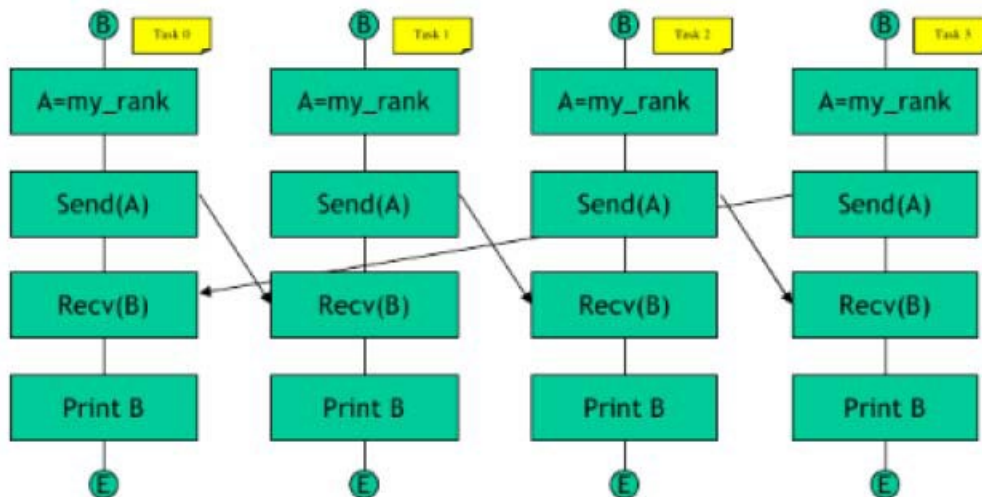 B Task 0 B Task 1 B Task 2 B Task 3
A=my_rank A=my_rank A=my_rank A=my_rank
Send(A) Send(A) Send(A) Send(A)
Recv(B) Recv(B) Recv(B) Recv(B)
Print B Print B Print B Print B
E E E E